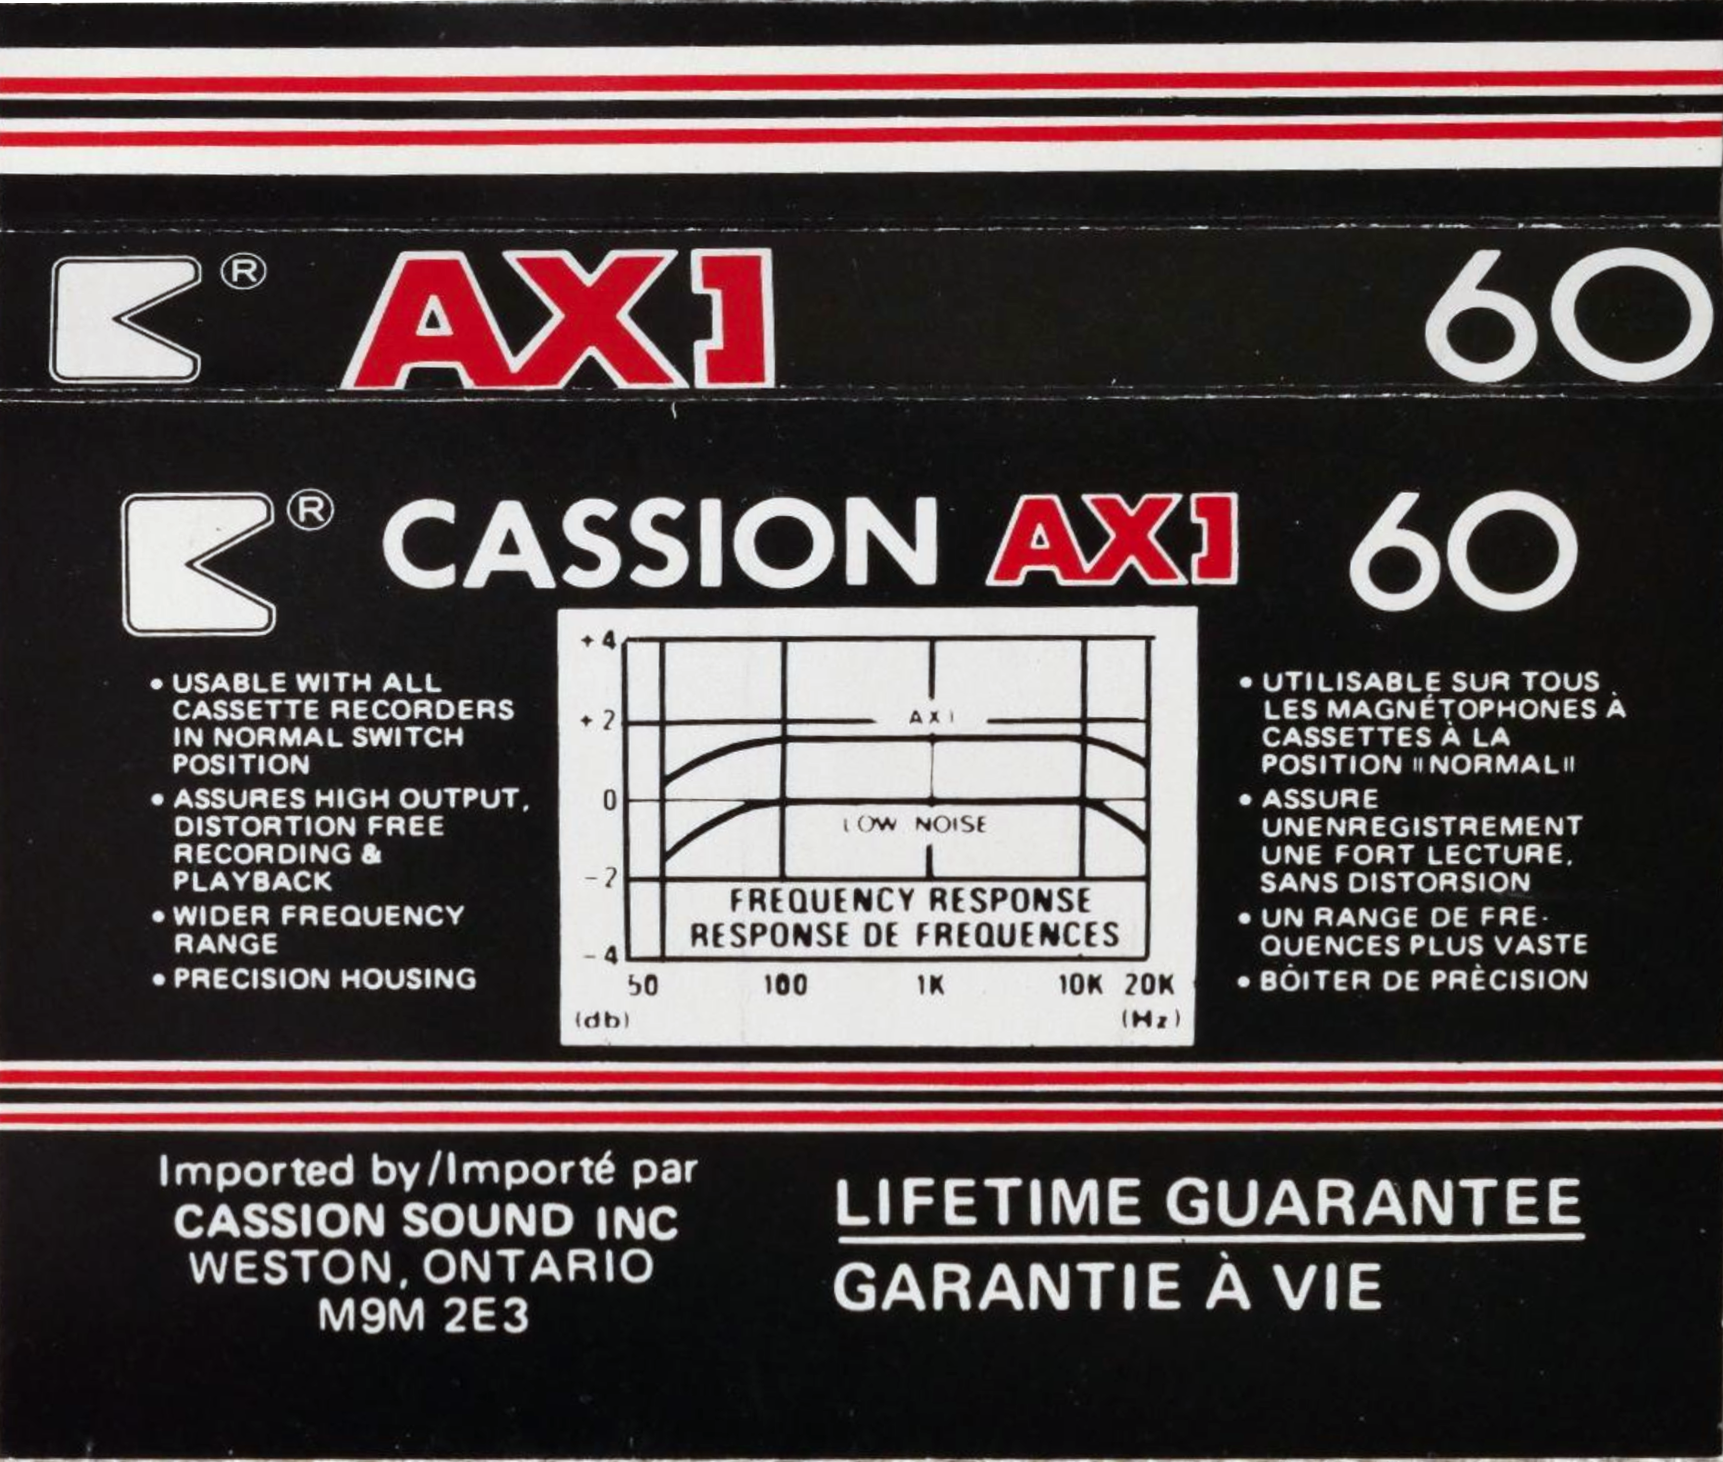 ® AX1 60
® CASSION AX1 60
• USABLE WITH ALL
CASSETTE RECORDERS
IN NORMAL SWITCH
POSITION
• ASSURES HIGH OUTPUT,
DISTORTION FREE
RECORDING &
PLAYBACK
• WIDER FREQUENCY
RANGE
• PRECISION HOUSING
+4
+2
0
-2
-4
AX1
LOW NOISE
FREQUENCY RESPONSE
RESPONSE DE FREQUENCES
50 100 1K 10K 20K
(db) (Hz)
• UTILISABLE SUR TOUS
LES MAGNÉTOPHONES À
CASSETTES À LA
POSITION "NORMAL"
• ASSURE
UNENREGISTREMENT
UNE FORT LECTURE,
SANS DISTORSION
• UN RANGE DE FRE-
QUENCES PLUS VASTE
• BÒITER DE PRÈCISION
Imported by/Importé par
CASSION SOUND INC
WESTON, ONTARIO
M9M 2E3
LIFETIME GUARANTEE
GARANTIE À VIE